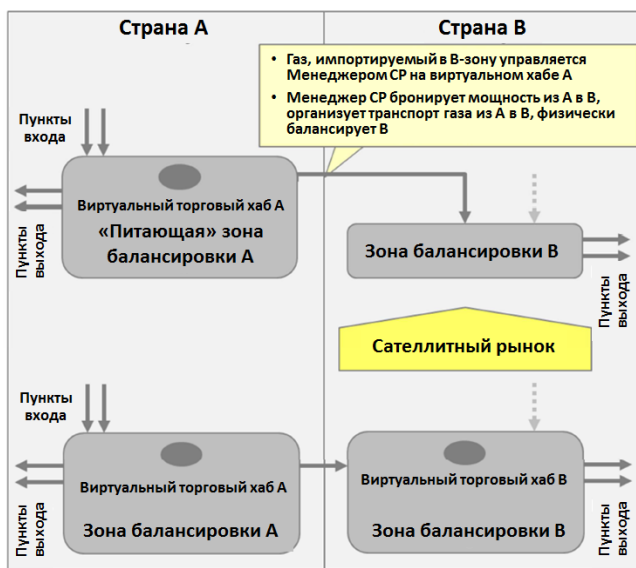 Страна А
Страна В
• Газ, импортируемый в В-зону управляется
Менеджером СР на виртуальном хабе А
• Менеджер СР бронирует мощность из А в В,
организует транспорт газа из А в В, физически
балансирует В
Пункты
входа
Виртуальный торговый хаб А
«Питающая» зона
балансировки А
Пункты
выхода
Зона балансировки В
Пункты
выхода
Сателлитный рынок
Пункты
входа
Виртуальный торговый хаб А
Зона балансировки А
Пункты
выхода
Виртуальный торговый хаб В
Зона балансировки В
Пункты
выхода